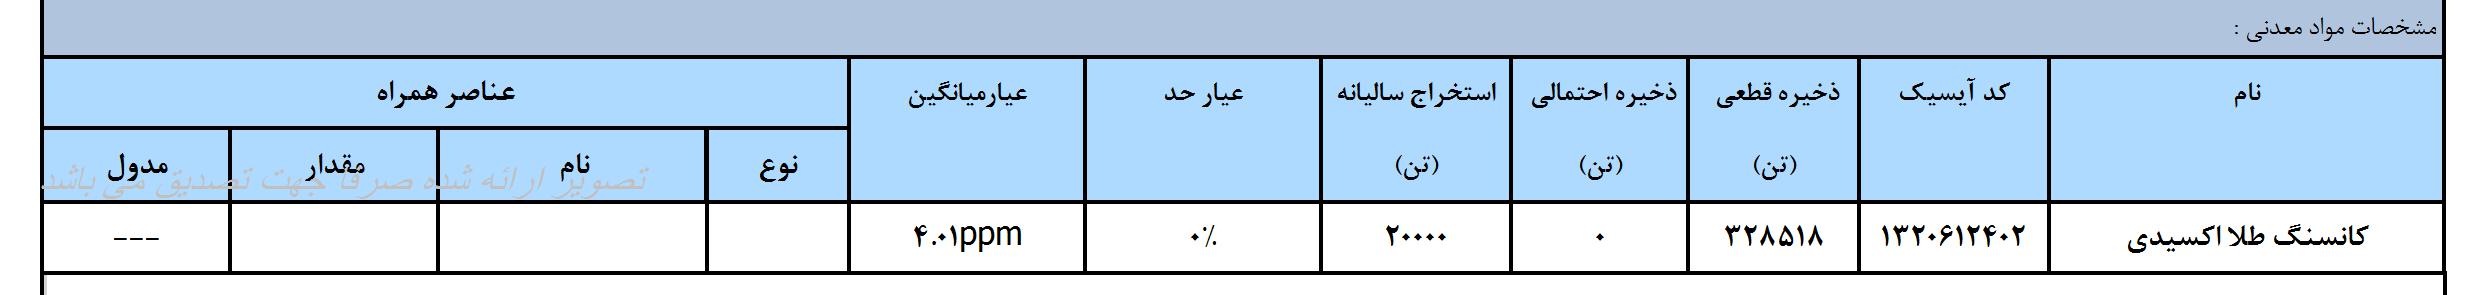 مشخصات مواد معدنی :
نام
کد آیسیک
ذخیره قطعی
(تن)
ذخیره احتمالی
(تن)
استخراج سالیانه
(تن)
عیار حد
عیارمیانگین
عناصر همراه
نوع
نام
مقدار
مدول
تصویر ارائه شده صرفا جهت تصدیق می باشد
کانسنگ طلا اکسیدی
۱۳۲۰۶۱۲۴۰۲
۳۲۸۵۱۸
۰
۲۰۰۰۰
۰٪
۴.۰۱ppm
---